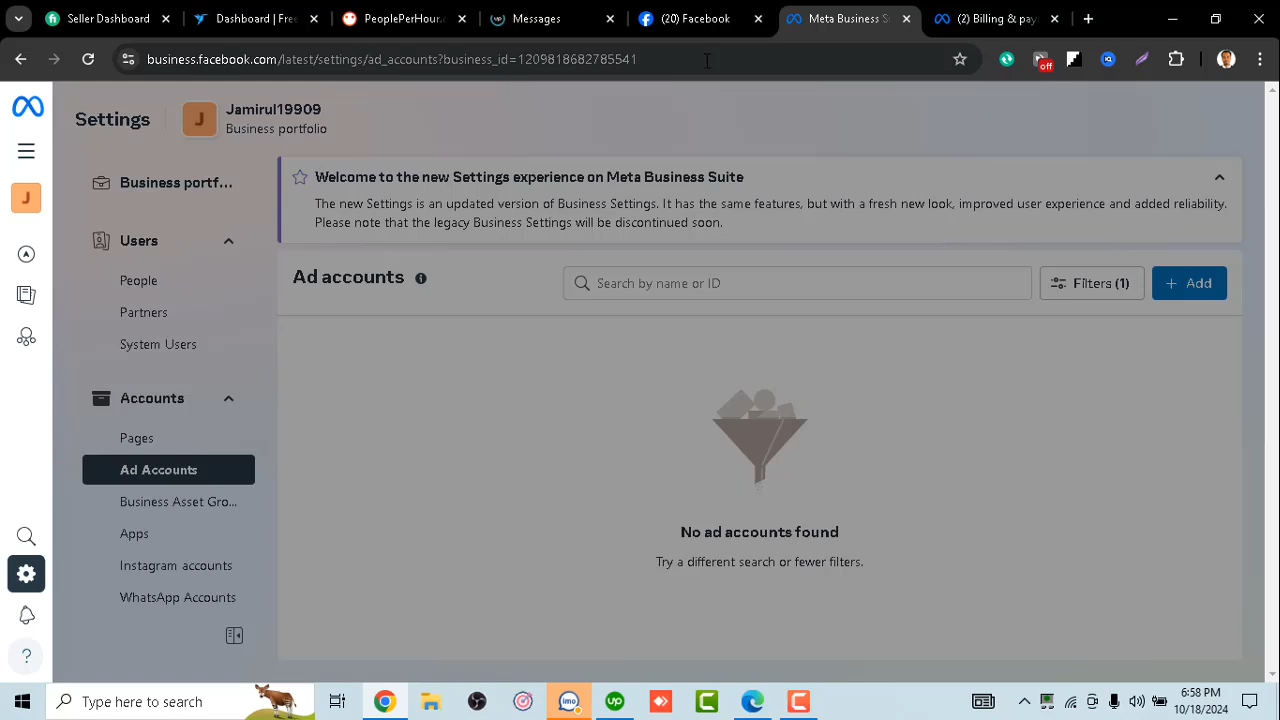 Seller Dashboard
Dashboard | Free
PeoplePerHour.c
Messages
(20) Facebook
Meta Business S
(2) Billing & pay
business.facebook.com/latest/settings/ad_accounts?business_id=1209818682785541
off
Settings
J
Jamirul19909
Business portfolio
J
Business portf...
Users
People
Partners
System Users
Accounts
Pages
Ad Accounts
Business Asset Gro...
Apps
Instagram accounts
WhatsApp Accounts
Welcome to the new Settings experience on Meta Business Suite
The new Settings is an updated version of Business Settings. It has the same features, but with a fresh new look, improved user experience and added reliability.
Please note that the legacy Business Settings will be discontinued soon.
Ad accounts
Search by name or ID
Filters (1)
+ Add
No ad accounts found
Try a different search or fewer filters.
?
Type here to search
imo
up
6:58 PM
10/18/2024